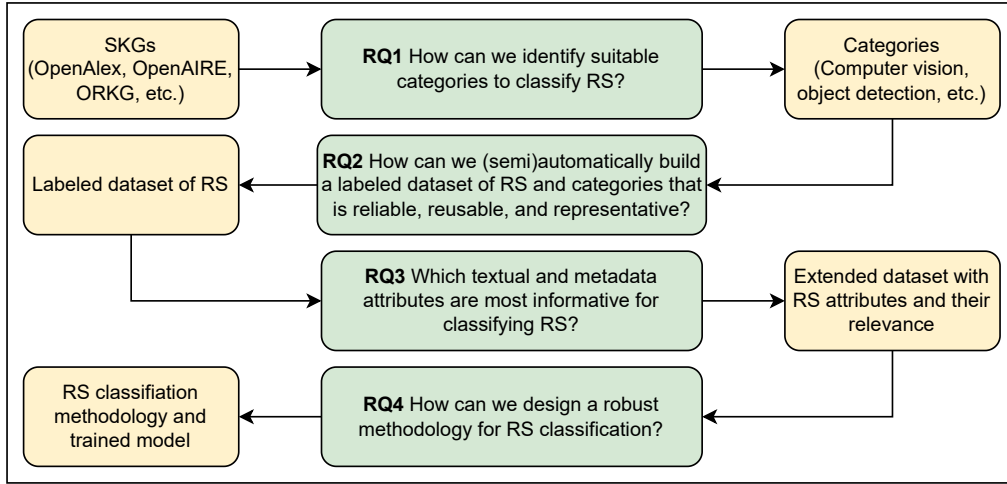 SKGs
(OpenAlex, OpenAIRE,
ORKG, etc.)
RQ1 How can we identify suitable
categories to classify RS?
Categories
(Computer vision,
object detection, etc.)
Labeled dataset of RS
RQ2 How can we (semi)automatically build
a labeled dataset of RS and categories that
is reliable, reusable, and representative?
RQ3 Which textual and metadata
attributes are most informative for
classifying RS?
Extended dataset with
RS attributes and their
relevance
RS classifiation
methodology and
trained model
RQ4 How can we design a robust
methodology for RS classification?